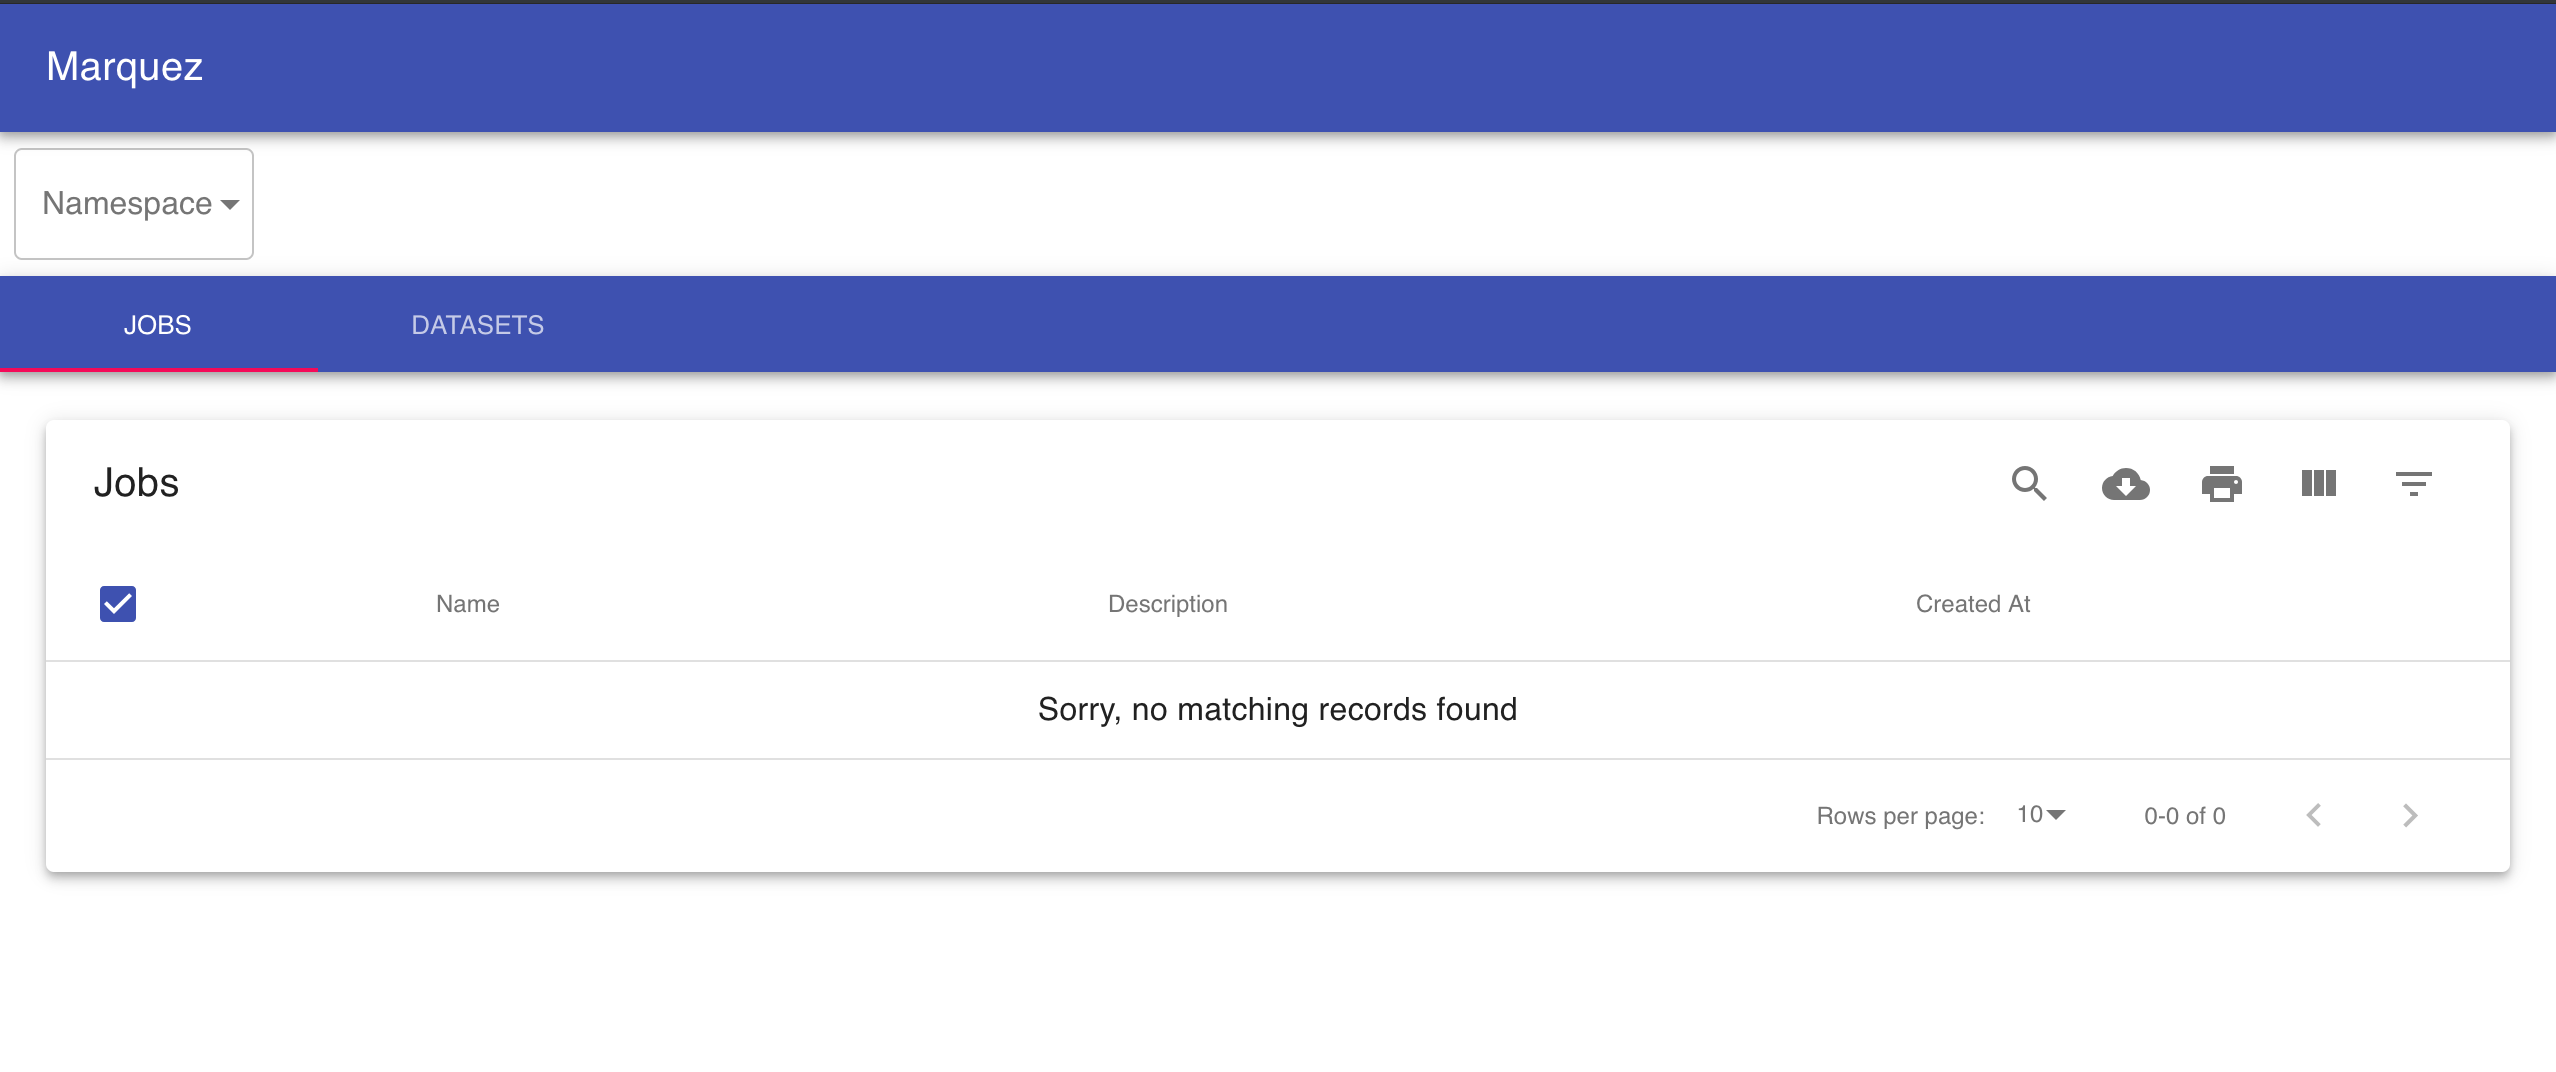 Marquez
Namespace
JOBS DATASETS
Jobs
Name Description Created At
Sorry, no matching records found
Rows per page: 10 0-0 of 0